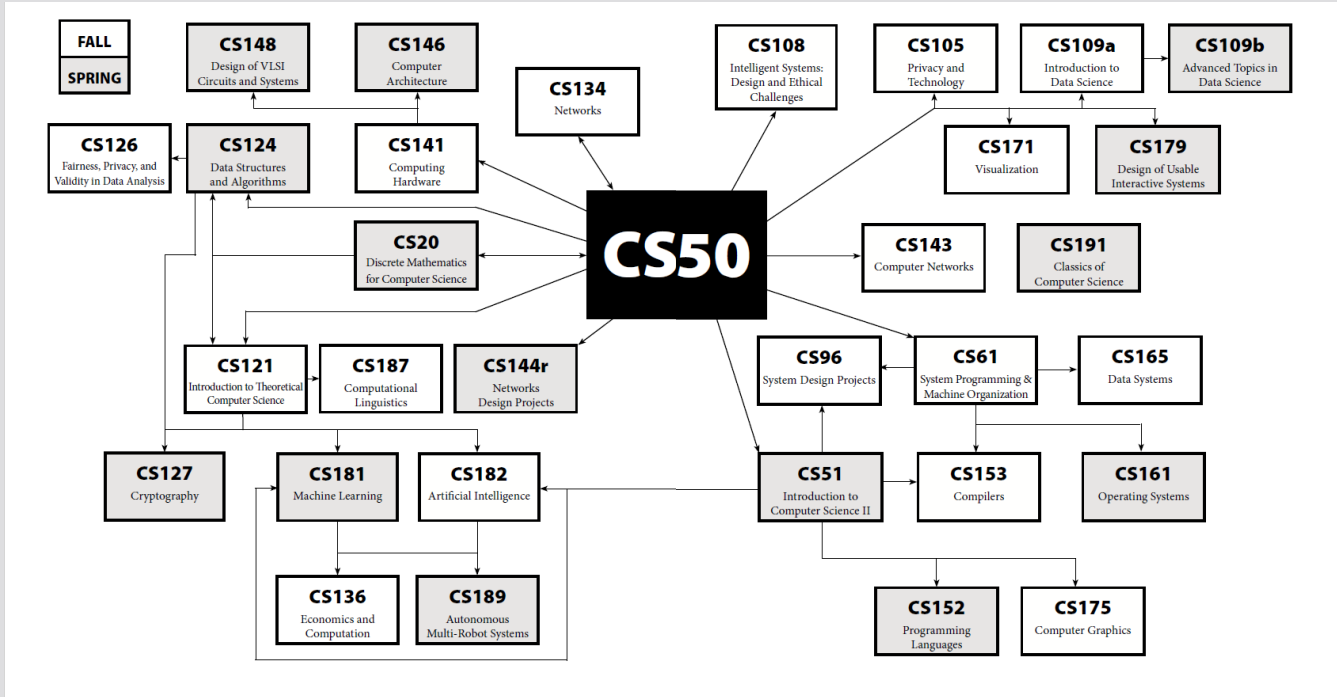 FALL
SPRING
CS148
Design of VLSI
Circuits and Systems
CS146
Computer
Architecture
CS134
Networks
CS108
Intelligent Systems:
Design and Ethical
Challenges
CS105
Privacy and
Technology
CS109a
Introduction to
Data Science
CS109b
Advanced Topics in
Data Science
CS126
Fairness, Privacy, and
Validity in Data Analysis
CS124
Data Structures
and Algorithms
CS141
Computing
Hardware
CS171
Visualization
CS179
Design of Usable
Interactive Systems
CS20
Discrete Mathematics
for Computer Science
CS50
CS143
Computer Networks
CS191
Classics of
Computer Science
CS121
Introduction to Theoretical
Computer Science
CS187
Computational
Linguistics
CS144r
Networks
Design Projects
CS96
System Design Projects
CS61
System Programming &
Machine Organization
CS165
Data Systems
CS127
Cryptography
CS181
Machine Learning
CS182
Artificial Intelligence
CS51
Introduction to
Computer Science II
CS153
Compilers
CS161
Operating Systems
CS136
Economics and
Computation
CS189
Autonomous
Multi-Robot Systems
CS152
Programming
Languages
CS175
Computer Graphics